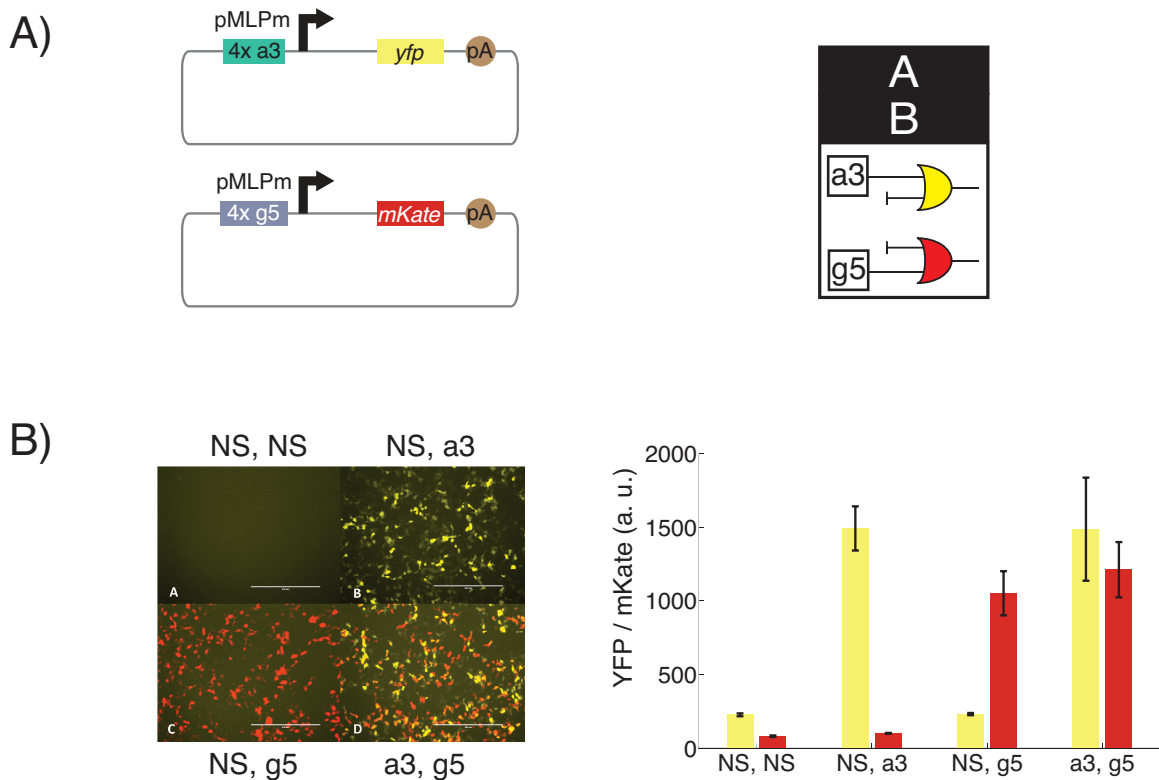 A)
pMLPm
4x a3
yfp
pA
pMLPm
4x g5
mKate
pA
A
B
a3
g5
B)
NS, NS
NS, a3
A
B
C
D
NS, g5
a3, g5
YFP / mKate (a. u.)
2000
1500
1000
500
0
NS, NS
NS, a3
NS, g5
a3, g5